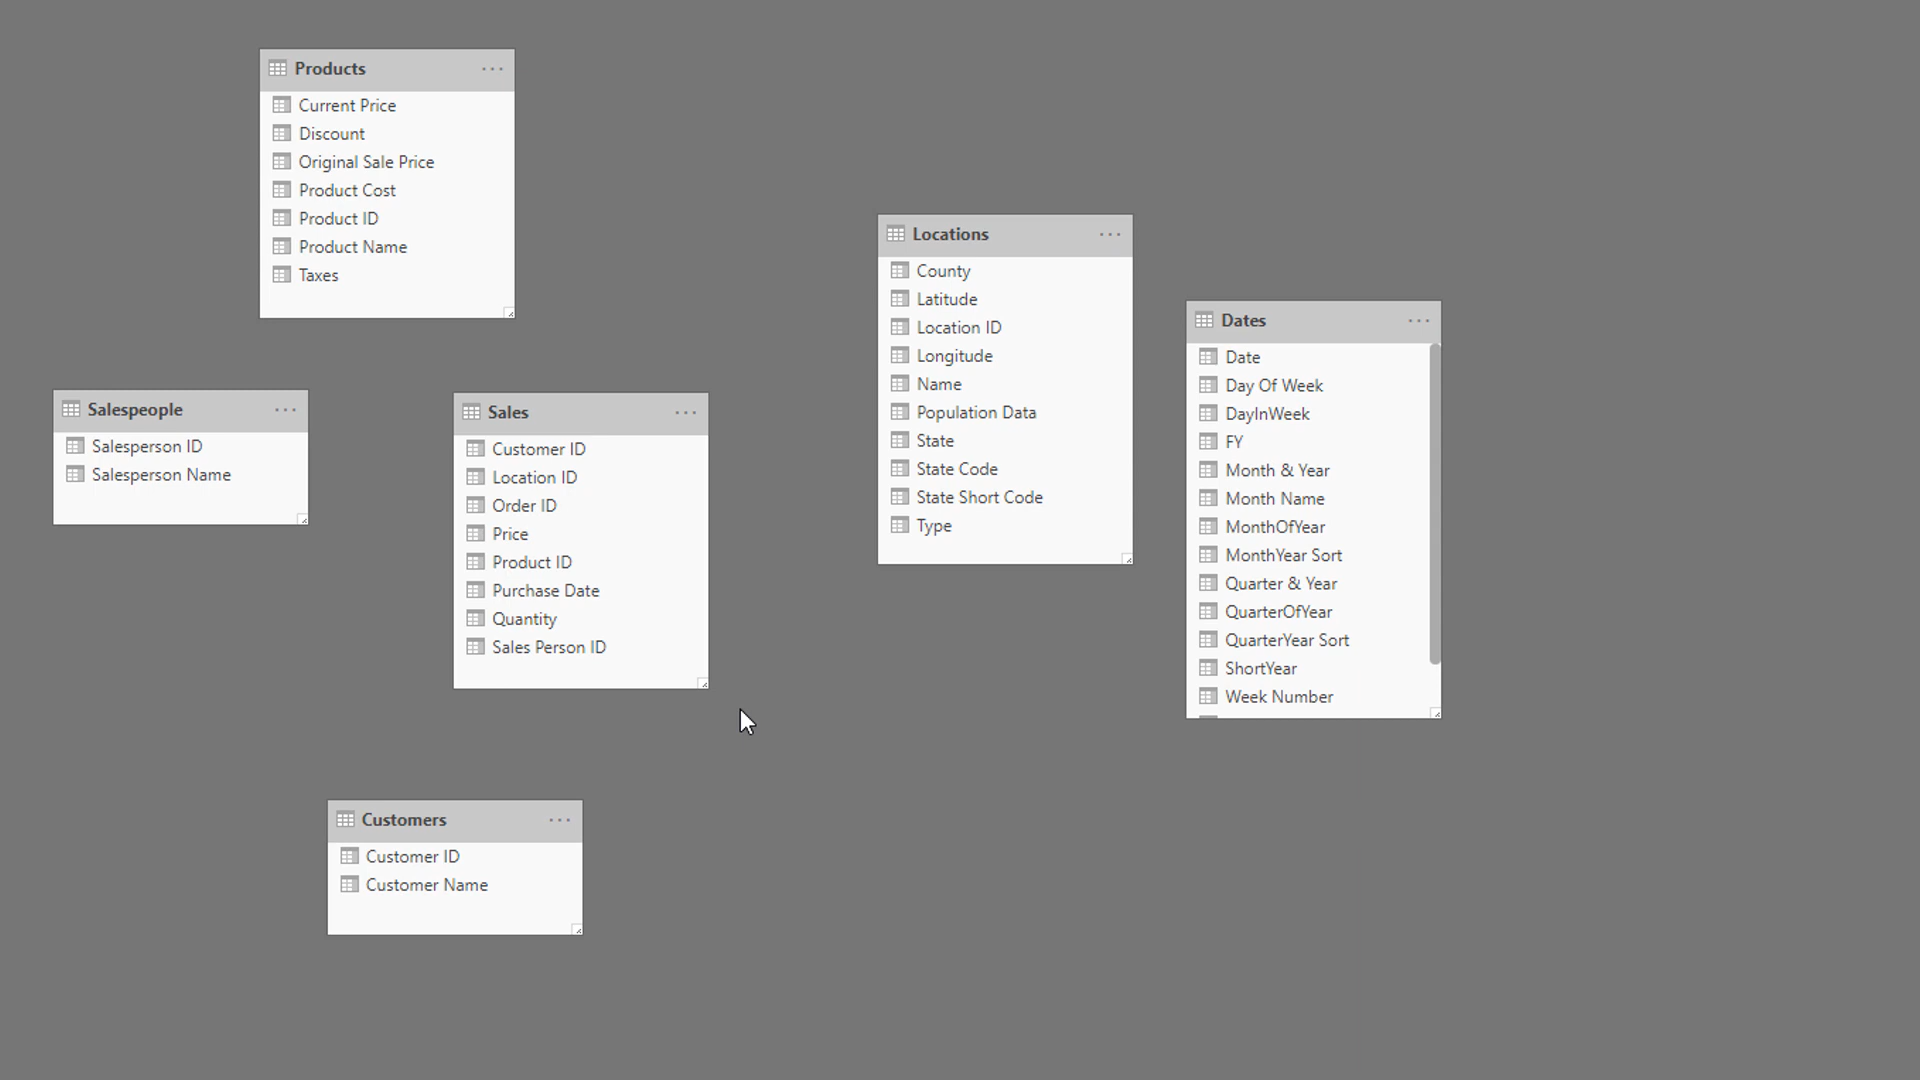 Products
Current Price
Discount
Original Sale Price
Product Cost
Product ID
Product Name
Taxes
Salespeople
Salesperson ID
Salesperson Name
Sales
Customer ID
Location ID
Order ID
Price
Product ID
Purchase Date
Quantity
Sales Person ID
Customers
Customer ID
Customer Name
Locations
County
Latitude
Location ID
Longitude
Name
Population Data
State
State Code
State Short Code
Type
Dates
Date
Day Of Week
DayInWeek
FY
Month & Year
Month Name
MonthOfYear
MonthYear Sort
Quarter & Year
QuarterOfYear
QuarterYear Sort
ShortYear
Week Number